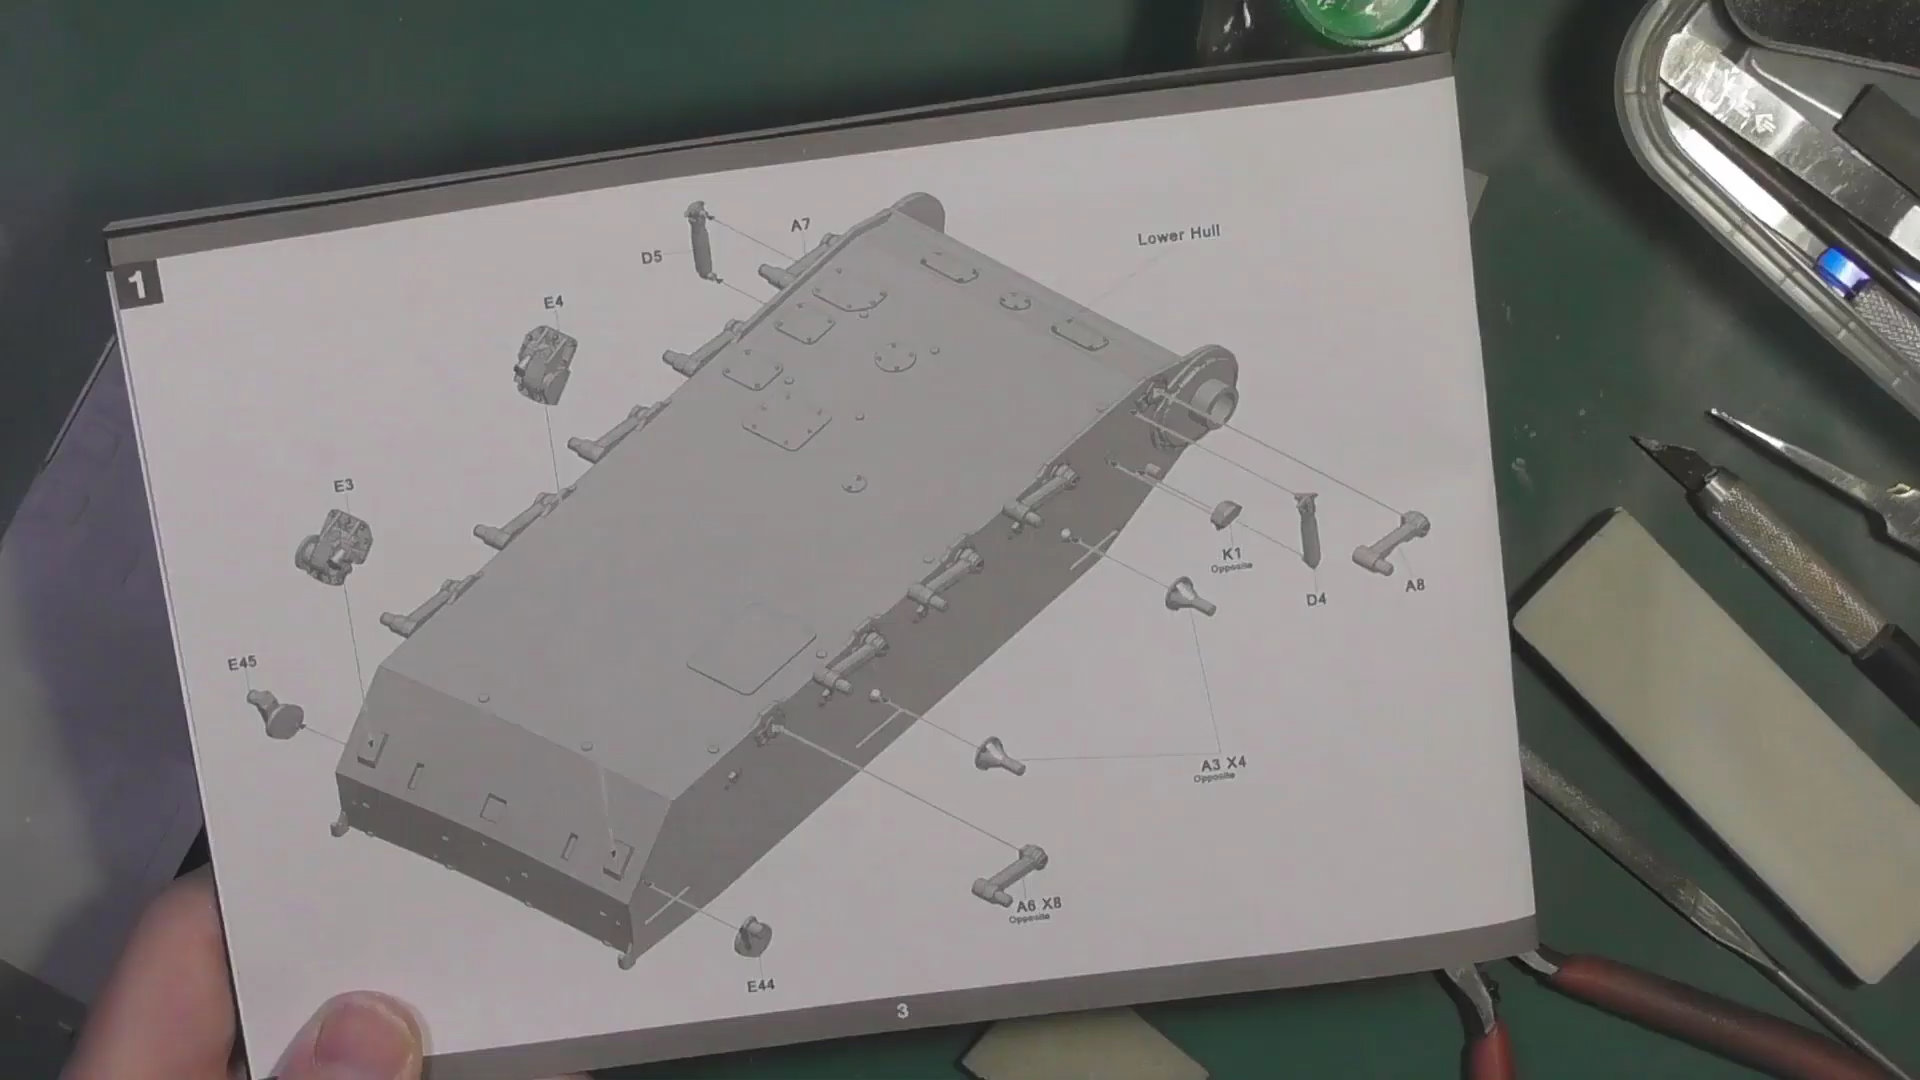 1
D5
A7
Lower Hull
E4
E3
K1
Opposite
D4
A8
E45
A3 X4
Opposite
A6 X8
Opposite
E44
3